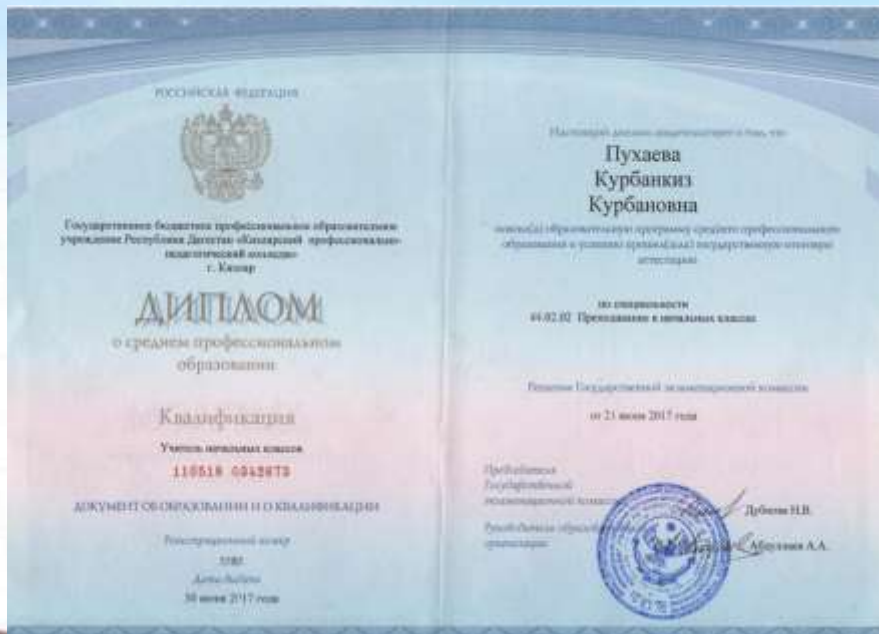 РОССИЙСКАЯ ФЕДЕРАЦИЯ
Государственное бюджетное профессиональное образовательное
учреждение Республики Дагестан «Кизлярский профессионально-
педагогический колледж»
г. Кизляр
ДИПЛОМ
о среднем профессиональном
образовании
Квалификация
Учитель начальных классов
ДОКУМЕНТ ОБ ОБРАЗОВАНИИ И О КВАЛИФИКАЦИИ
Регистрационный номер
Дата выдачи
30 июня 2017 года
Настоящий диплом свидетельствует о том, что
Пухаева
Курбанкиз
Курбановна
освоил(а) образовательную программу среднего профессионального
образования и успешно прошел(шла) государственную итоговую
аттестацию
по специальности
44.02.02 Преподавание в начальных классах
Решение Государственной экзаменационной комиссии
от 21 июня 2017 года
Председатель
Государственной
экзаменационной комиссии
Руководитель образовательной
организации
Абдуллаев А.А.